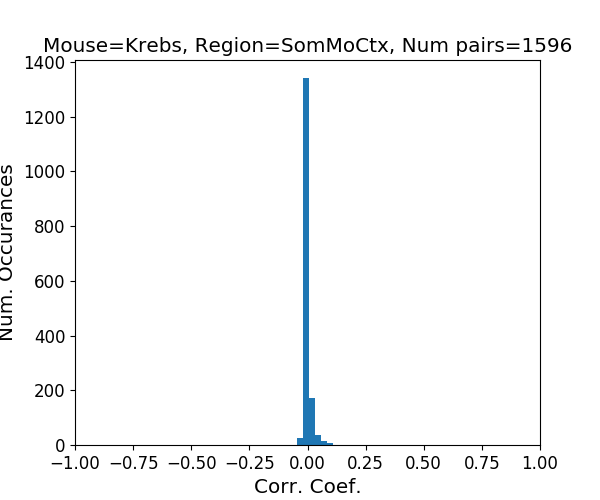 Mouse=Krebs, Region=SomMoCtx, Num pairs=1596
1400
1200
1000
800
600
400
200
0
Num. Occurances
−1.00 −0.75 −0.50 −0.25 0.00 0.25 0.50 0.75 1.00
Corr. Coef.